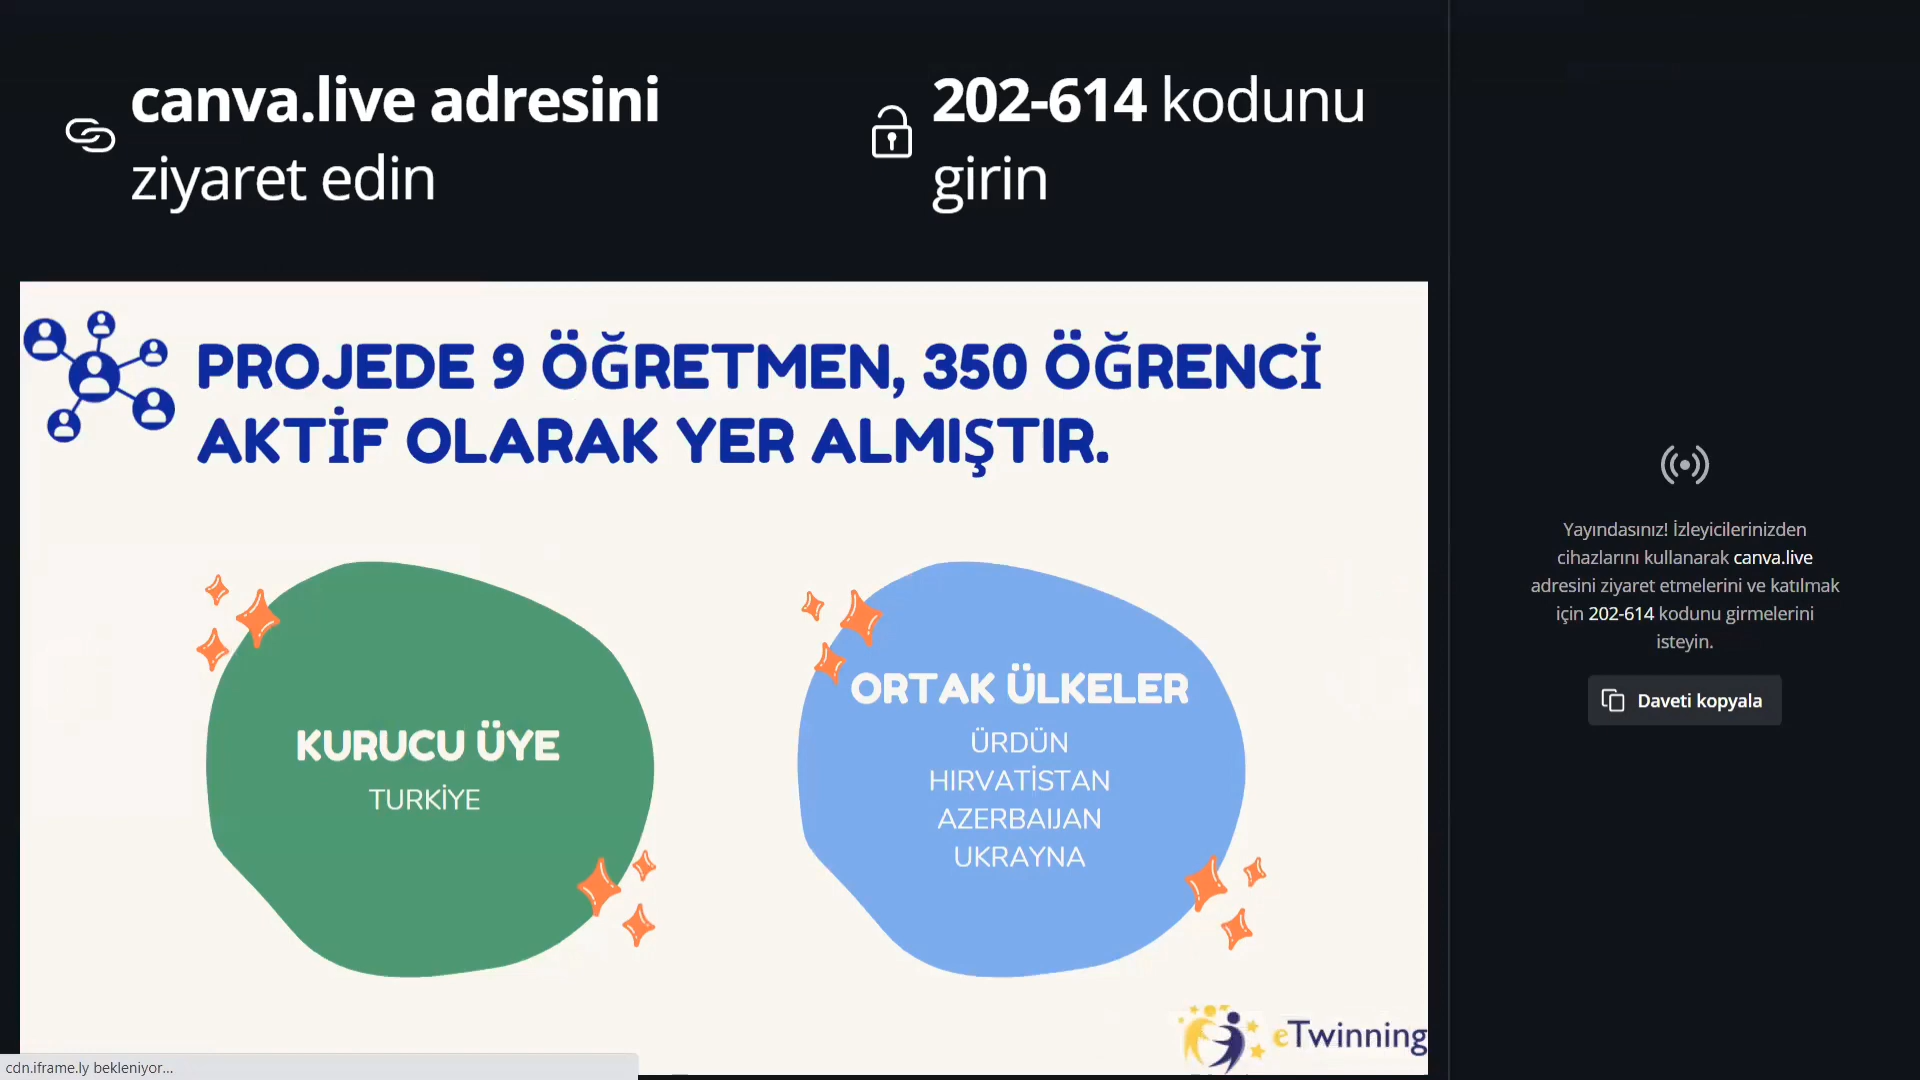 canva.live adresini
ziyaret edin
202-614 kodunu
girin
PROJEDE 9 ÖĞRETMEN, 350 ÖĞRENCİ
AKTİF OLARAK YER ALMIŞTIR.
KURUCU ÜYE
TURKİYE
ORTAK ÜLKELER
ÜRDÜN
HIRVATİSTAN
AZERBAIJAN
UKRAYNA
eTwinning
Yayındasınız! İzleyicilerinizden
cihazlarını kullanarak canva.live
adresini ziyaret etmelerini ve katılmak
için 202-614 kodunu girmelerini
isteyin.
Daveti kopyala
cdn.iframe.ly bekleniyor...